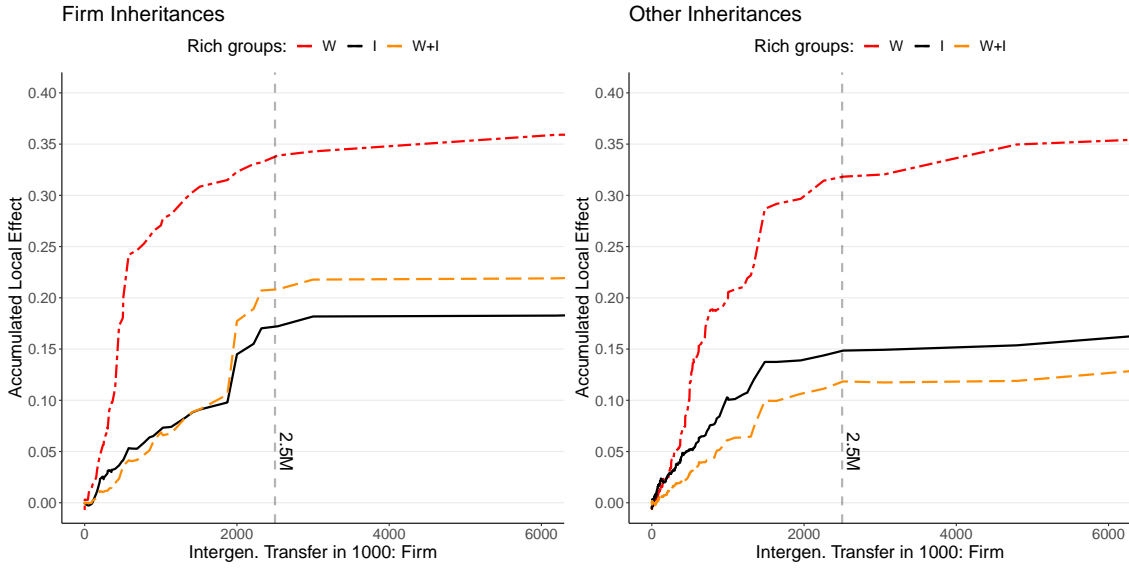 Firm Inheritances
Rich groups: W I W+I
0.40
0.35
0.30
0.25
0.20
0.15
0.10
0.05
0.00
Accumulated Local Effect
2.5M
0 2000 4000 6000
Intergen. Transfer in 1000: Firm
Other Inheritances
Rich groups: W I W+I
0.40
0.35
0.30
0.25
0.20
0.15
0.10
0.05
0.00
Accumulated Local Effect
2.5M
0 2000 4000 6000
Intergen. Transfer in 1000: Firm